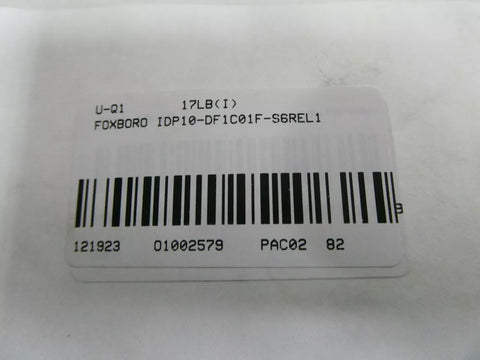 U-Q1 17LB(I)
FOXBORO IDP10-DF1C01F-S6REL1
B
121923 01002579 PAC02 82